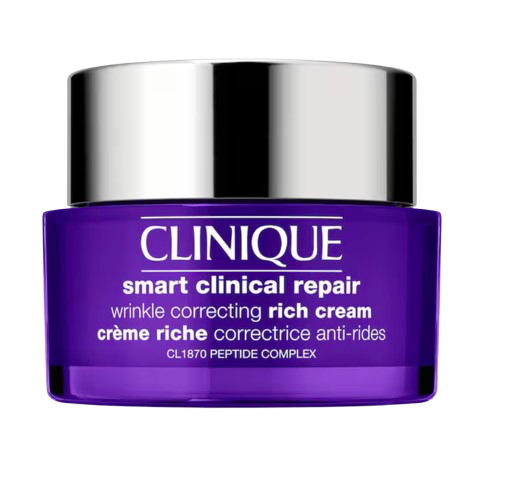 CLINIQUE
smart clinical repair
wrinkle correcting rich cream
crème riche correctrice anti-rides
CL1870 PEPTIDE COMPLEX